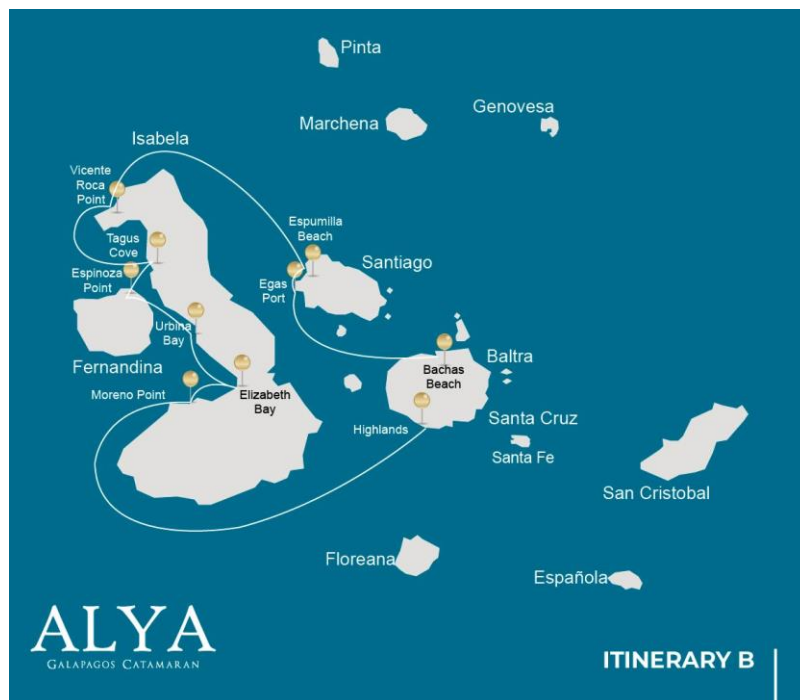 Pinta
Marchena
Genovesa
Isabela
Vicente
Roca
Point
Tagus
Cove
Espinoza
Point
Espumilla
Beach
Santiago
Egas
Port
Urbina
Bay
Fernandina
Moreno Point
Elizabeth
Bay
Bachas
Beach
Baltra
Highlands
Santa Cruz
Santa Fe
San Cristobal
Floreana
Española
ALYA
GALAPAGOS CATAMARAN
ITINERARY B